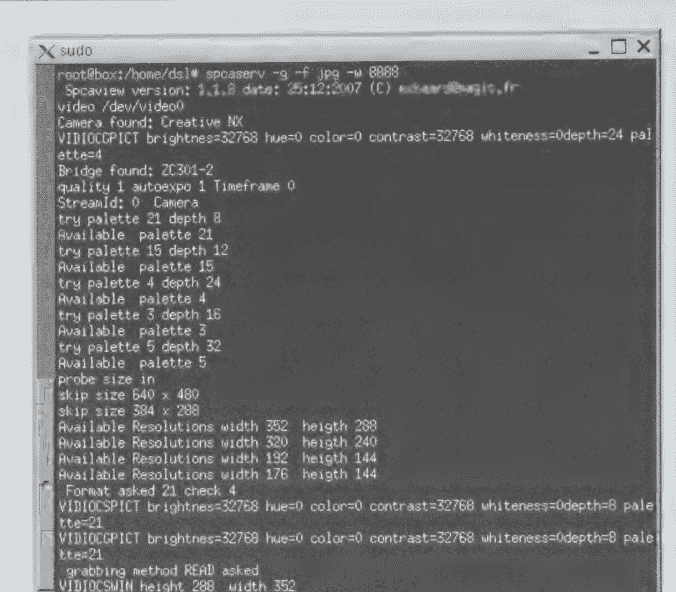 sudo
root@box:/home/dsl# spcaserv -g -f jpg -w 8888
Spcaview version: 1.1.8 date: 25:12:2007 (C)
video /dev/video0
Camera found: Creative NX
VIDIOCGPICT brightnes=32768 hue=0 color=0 contrast=32768 whiteness=0depth=24 pal
ette=4
Bridge found: ZC301-2
quality 1 autoexpo 1 Timeframe 0
StreamId: 0 Camera
try palette 21 depth 8
Available palette 21
try palette 15 depth 12
Available palette 15
try palette 4 depth 24
Available palette 4
try palette 3 depth 16
Available palette 3
try palette 5 depth 32
Available palette 5
probe size in
skip size 640 x 480
skip size 384 x 288
Available Resolutions width 352 heigth 288
Available Resolutions width 320 heigth 240
Available Resolutions width 192 heigth 144
Available Resolutions width 176 heigth 144
Format asked 21 check 4
VIDIOCSPICT brightnes=32768 hue=0 color=0 contrast=32768 whiteness=0depth=8 pale
tte=21
VIDIOCGPICT brightnes=32768 hue=0 color=0 contrast=32768 whiteness=0depth=8 pale
tte=21
grabbing method READ asked
VIDIOCSWIN height 288 width 352